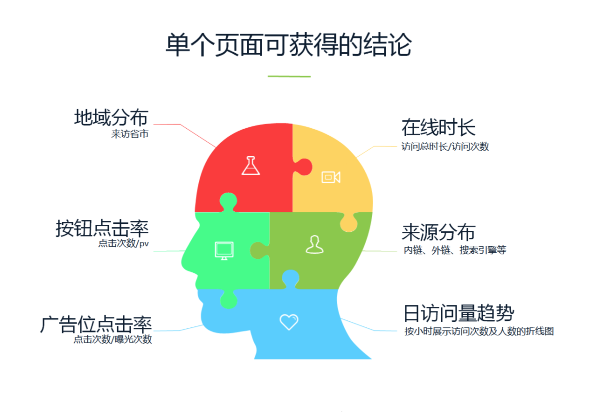 单个页面可获得的结论
地域分布
来访省市
在线时长
访问总时长/访问次数
按钮点击率
点击次数/pv
来源分布
内链、外链、搜索引擎等
广告位点击率
点击次数/曝光次数
日访问量趋势
按小时展示访问次数及人数的折线图